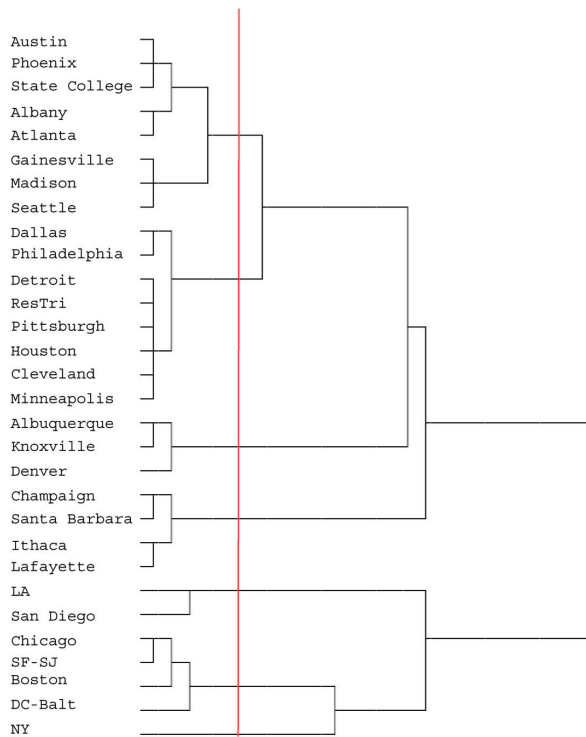 Austin
Phoenix
State College
Albany
Atlanta
Gainesville
Madison
Seattle
Dallas
Philadelphia
Detroit
ResTri
Pittsburgh
Houston
Cleveland
Minneapolis
Albuquerque
Knoxville
Denver
Champaign
Santa Barbara
Ithaca
Lafayette
LA
San Diego
Chicago
SF-SJ
Boston
DC-Balt
NY